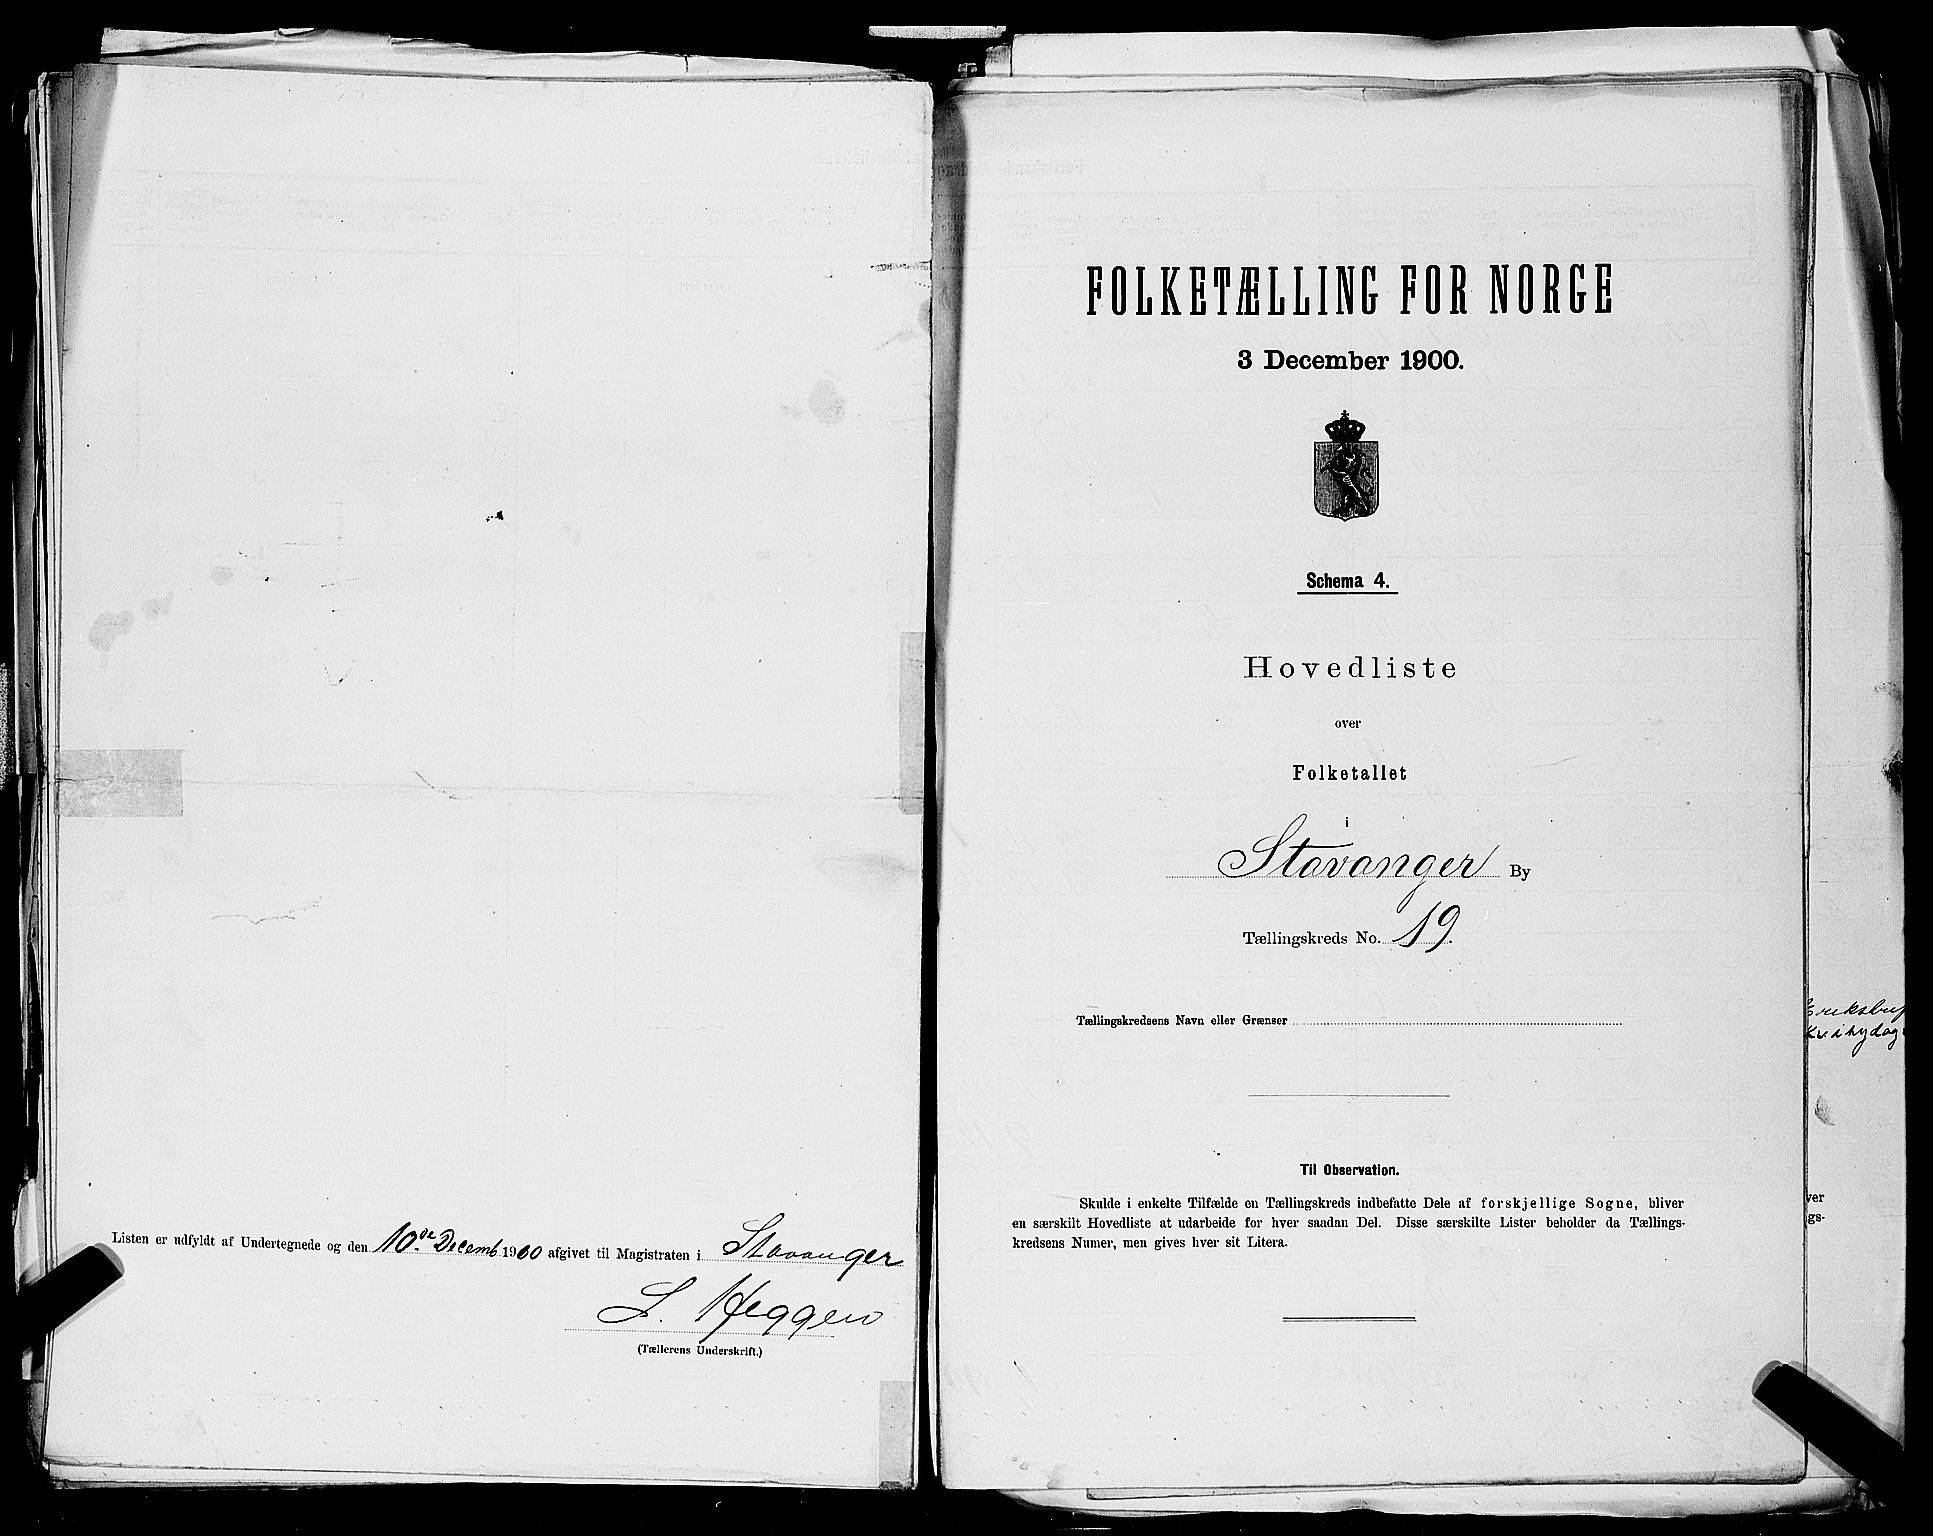 Listen er udfyldt af Undertegnede og den 10de Decemb. 1900 afgivet til Magistraten i Stavanger
L. Heggen
(Tællerens Underskrift.)
FOLKETÆLLING FOR NORGE
3 December 1900.
Schema 4.
Hovedliste
over
Folketallet
i
Stavanger By
Tællingskreds No. 19.
Tællingskredsens Navn eller Grænser
Til Observation.
Skulde i enkelte Tilfælde en Tællingskreds indbefatte Dele af forskjellige Sogne, bliver
en særskilt Hovedliste at udarbeide for hver saadan Del. Disse særskilte Lister beholder da Tællings-
kredsens Numer, men gives hver sit Litera.
ver
gs-